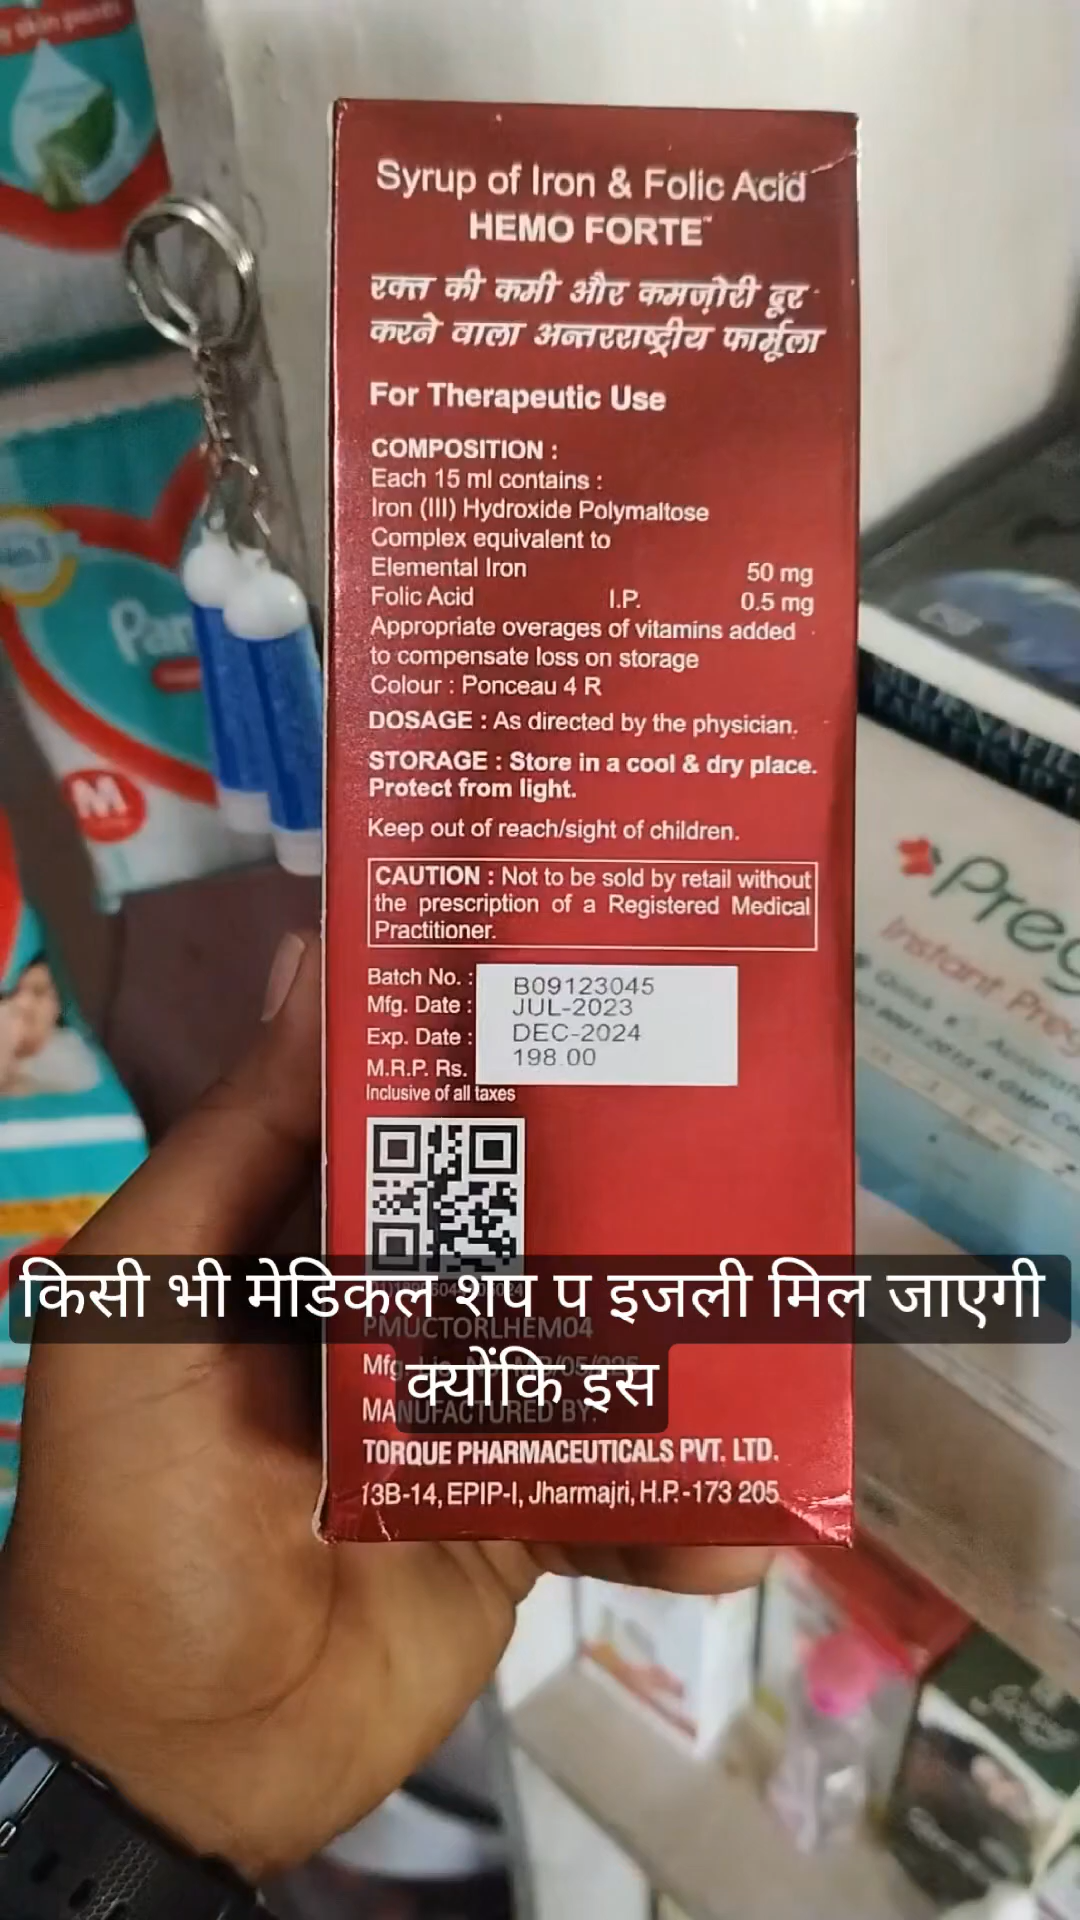 Syrup of Iron & Folic Acid
HEMO FORTE™
रक्त की कमी और कमज़ोरी दूर
करने वाला अन्तरराष्ट्रीय फार्मूला
For Therapeutic Use
COMPOSITION :
Each 15 ml contains :
Iron (III) Hydroxide Polymaltose
Complex equivalent to
Elemental Iron 50 mg
Folic Acid I.P. 0.5 mg
Appropriate overages of vitamins added
to compensate loss on storage
Colour : Ponceau 4 R
DOSAGE : As directed by the physician.
STORAGE : Store in a cool & dry place.
Protect from light.
Keep out of reach/sight of children.
CAUTION : Not to be sold by retail without
the prescription of a Registered Medical
Practitioner.
Batch No. : B09123045
Mfg. Date : JUL-2023
Exp. Date : DEC-2024
M.R.P. Rs. 198.00
Inclusive of all taxes
किसी भी मेडिकल शप प इजली मिल जाएगी
क्योंकि इस
PMUCTORLHEM04
MANUFACTURED BY:
TORQUE PHARMACEUTICALS PVT. LTD.
13B-14, EPIP-I, Jharmajri, H.P.-173 205
M
Instant